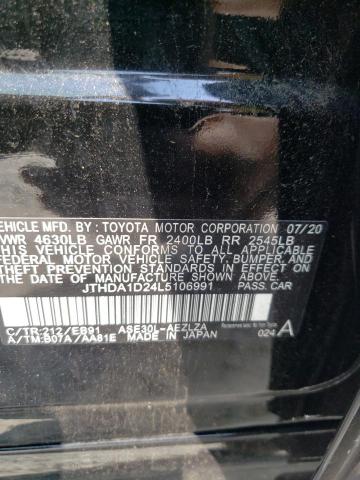 VEHICLE MFD. BY: TOYOTA MOTOR CORPORATION 07/20
VWR 4630LB GAWR FR 2400LB RR 2545LB
THIS VEHICLE CONFORMS TO ALL APPLICABLE
FEDERAL MOTOR VEHICLE SAFETY, BUMPER, AND
THEFT PREVENTION STANDARDS IN EFFECT ON
THE DATE OF MANUFACTURE SHOWN ABOVE.
JTHDA1D24L5106991 PASS. CAR
C/TR:212/EB91 ASE30L-AEZLZA
A/TM:B07A/AA81E MADE IN JAPAN 024 A